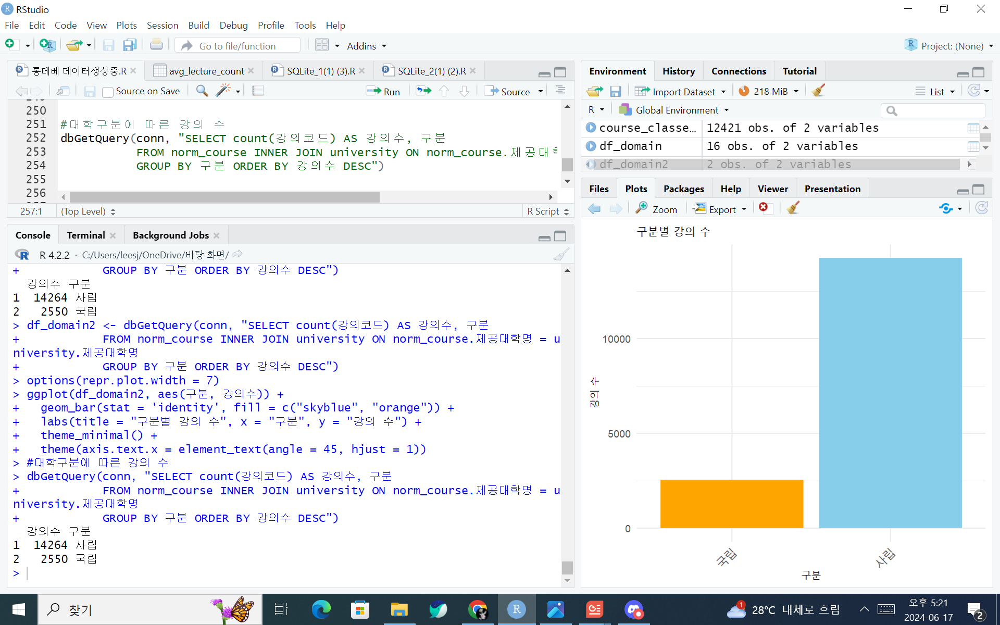 RStudio
File Edit Code View Plots Session Build Debug Profile Tools Help
Go to file/function
Addins
Project: (None)
통데베 데이터생성중.R
avg_lecture_count
SQLite_1(1) (3).R
SQLite_2(1) (2).R
Source on Save
Run
Source
250
251 #대학구분에 따른 강의 수
252 dbGetQuery(conn, "SELECT count(강의코드) AS 강의수, 구분
253 FROM norm_course INNER JOIN university ON norm_course.제공대학
254 GROUP BY 구분 ORDER BY 강의수 DESC")
255
256
257:1 (Top Level) R Script
Console Terminal Background Jobs
R 4.2.2 · C:/Users/leesj/OneDrive/바탕 화면/
+ GROUP BY 구분 ORDER BY 강의수 DESC")
강의수 구분
1 14264 사립
2 2550 국립
> df_domain2 <- dbGetQuery(conn, "SELECT count(강의코드) AS 강의수, 구분
+ FROM norm_course INNER JOIN university ON norm_course.제공대학명 = u
niversity.제공대학명
+ GROUP BY 구분 ORDER BY 강의수 DESC")
> options(repr.plot.width = 7)
> ggplot(df_domain2, aes(구분, 강의수)) +
+ geom_bar(stat = 'identity', fill = c("skyblue", "orange")) +
+ labs(title = "구분별 강의 수", x = "구분", y = "강의 수") +
+ theme_minimal() +
+ theme(axis.text.x = element_text(angle = 45, hjust = 1))
> #대학구분에 따른 강의 수
> dbGetQuery(conn, "SELECT count(강의코드) AS 강의수, 구분
+ FROM norm_course INNER JOIN university ON norm_course.제공대학명 = u
niversity.제공대학명
+ GROUP BY 구분 ORDER BY 강의수 DESC")
강의수 구분
1 14264 사립
2 2550 국립
>
Environment History Connections Tutorial
Import Dataset
218 MiB
List
R
Global Environment
course_classe... 12421 obs. of 2 variables
df_domain 16 obs. of 2 variables
df_domain2 2 obs. of 2 variables
Files Plots Packages Help Viewer Presentation
Zoom
Export
구분별 강의 수
강의 수
10000
5000
0
국립
사립
구분
찾기
1
28°C 대체로 흐림
오후 5:21
2024-06-17
2